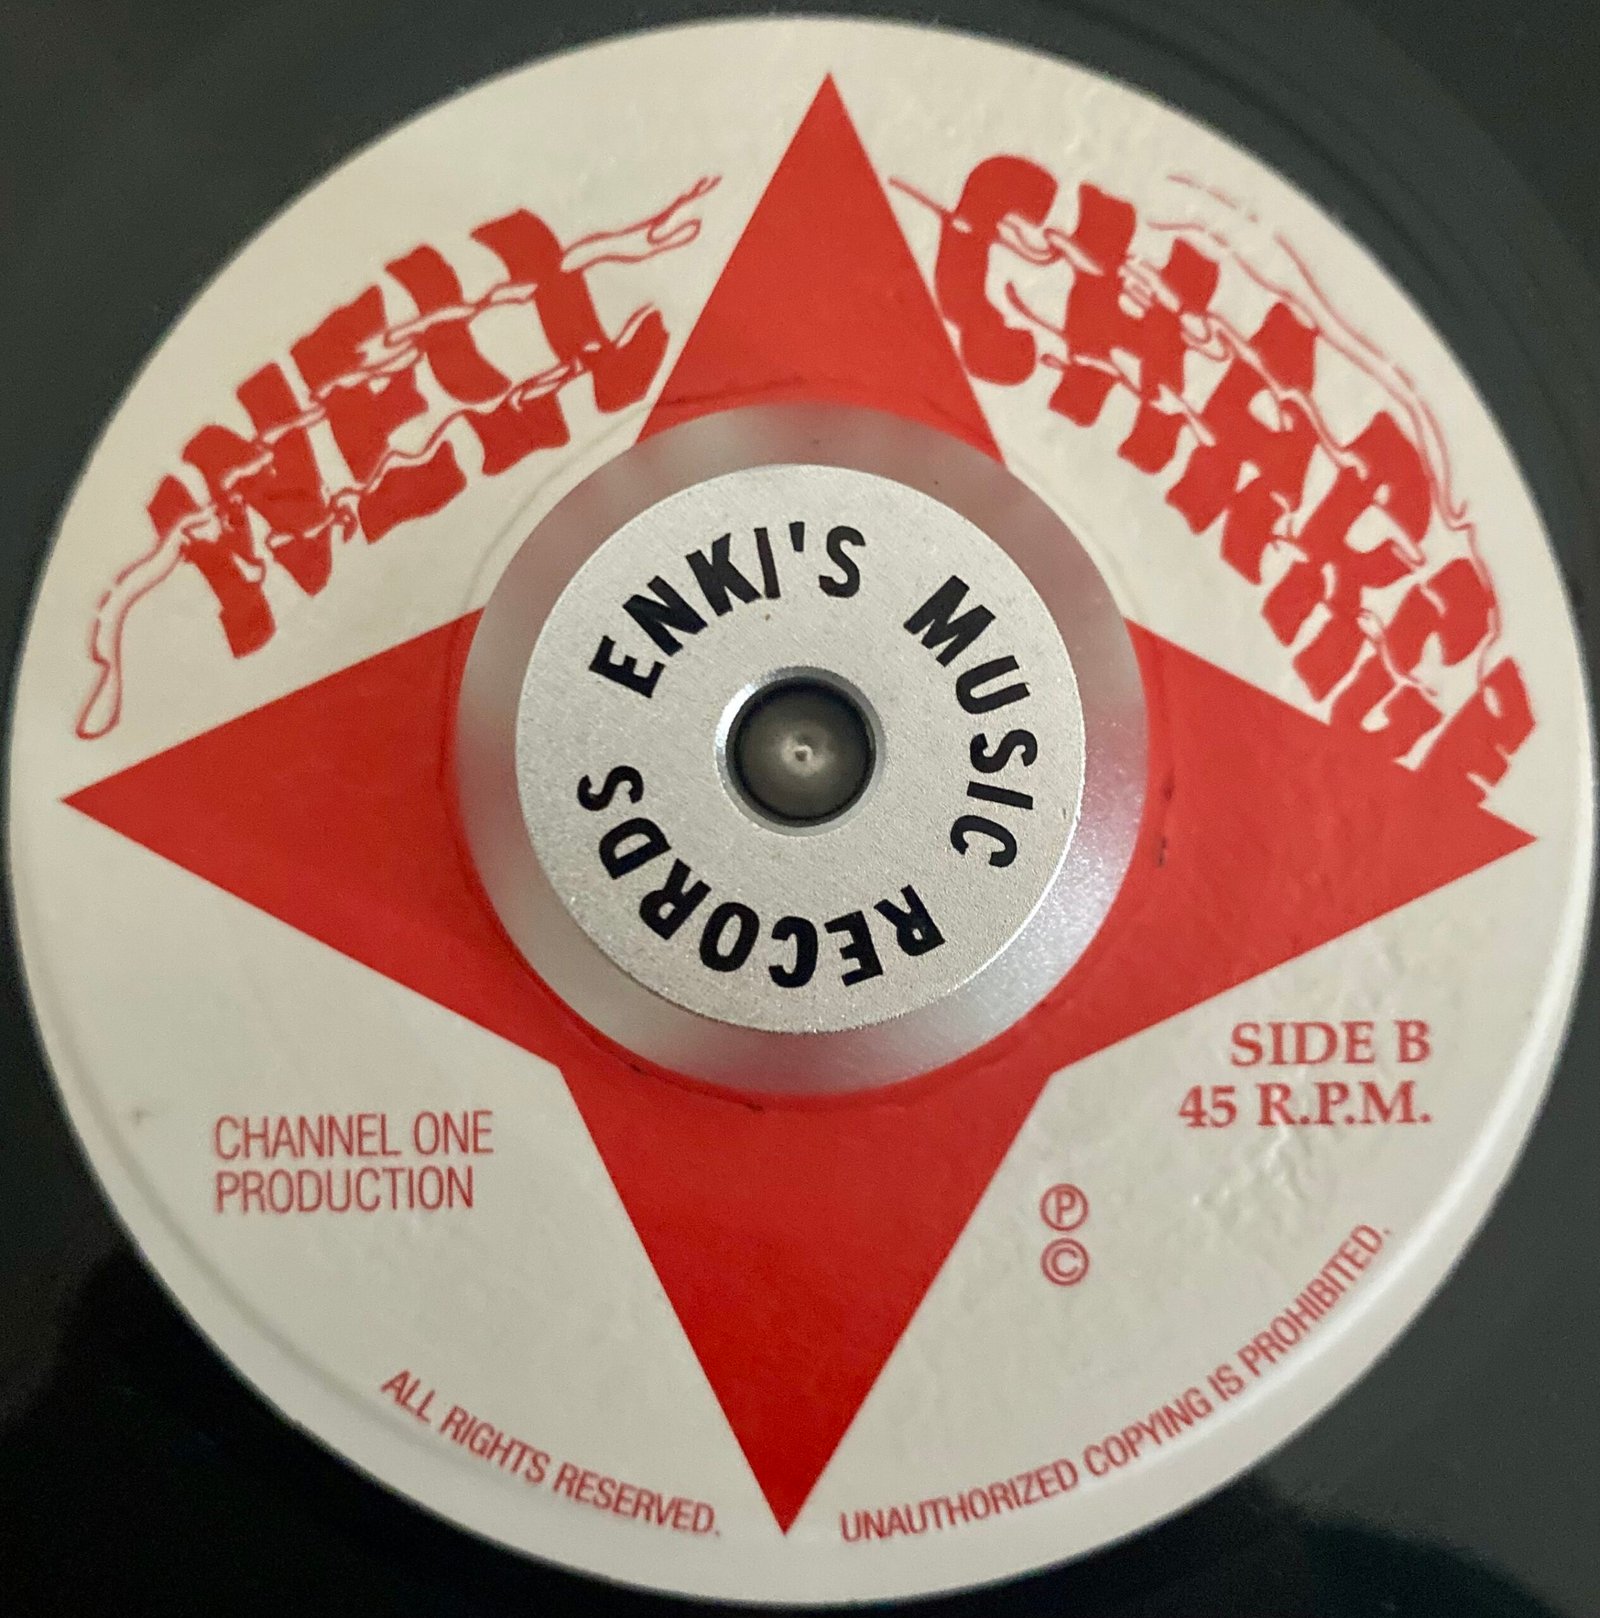 WELL CHARGE
ENKI'S MUSIC RECORDS
SIDE B
45 R.P.M.
CHANNEL ONE
PRODUCTION
Ⓟ
©
ALL RIGHTS RESERVED.
UNAUTHORIZED COPYING IS PROHIBITED.